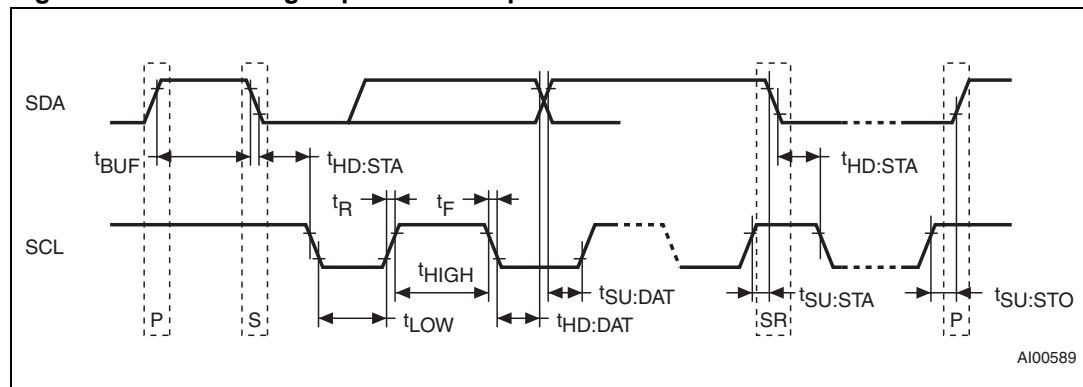 SDA
tBUF
tHD:STA
tHD:STA
tR
tF
SCL
tHIGH
tSU:DAT
tSU:STA
tSU:STO
tLOW
tHD:DAT
P
S
SR
P
AI00589